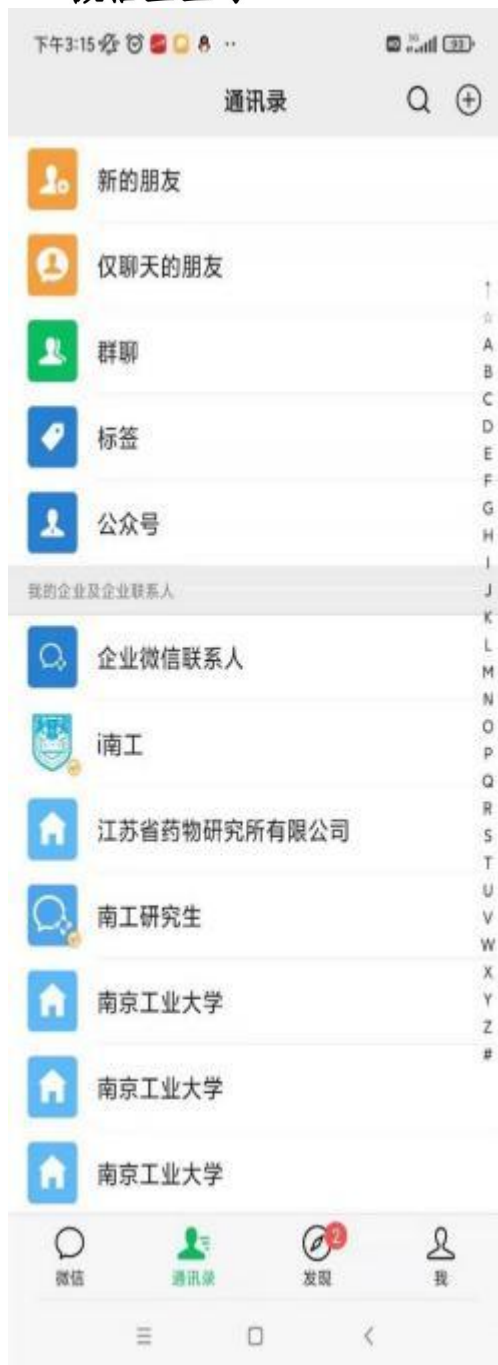 下午3:15
93
通讯录
新的朋友
仅聊天的朋友
群聊
标签
公众号
我的企业及企业联系人
企业微信联系人
i南工
江苏省药物研究所有限公司
南工研究生
南京工业大学
南京工业大学
南京工业大学
↑
☆
A
B
C
D
E
F
G
H
I
J
K
L
M
N
O
P
Q
R
S
T
U
V
W
X
Y
Z
#
微信
通讯录
发现
2
我